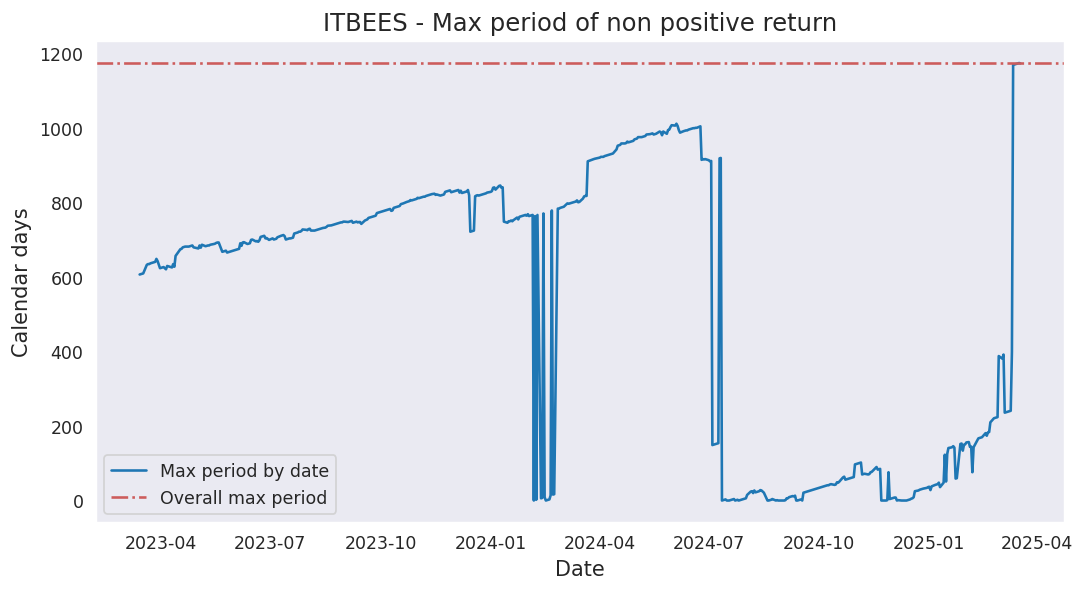 ITBEES - Max period of non positive return
Calendar days
1200
1000
800
600
400
200
0
Max period by date
Overall max period
2023-04 2023-07 2023-10 2024-01 2024-04 2024-07 2024-10 2025-01 2025-04
Date